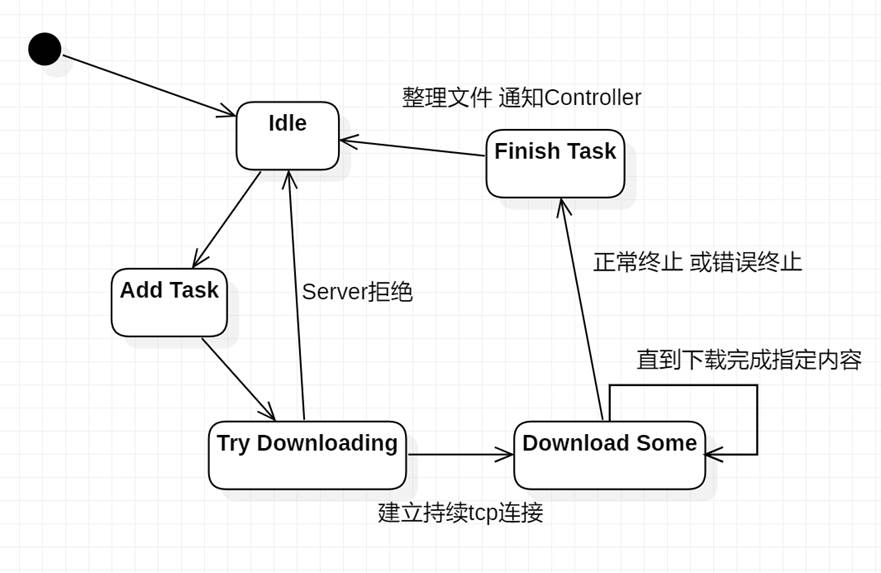 整理文件 通知Controller
Idle
Finish Task
正常终止 或错误终止
Add Task
Server拒绝
直到下载完成指定内容
Try Downloading
Download Some
建立持续tcp连接